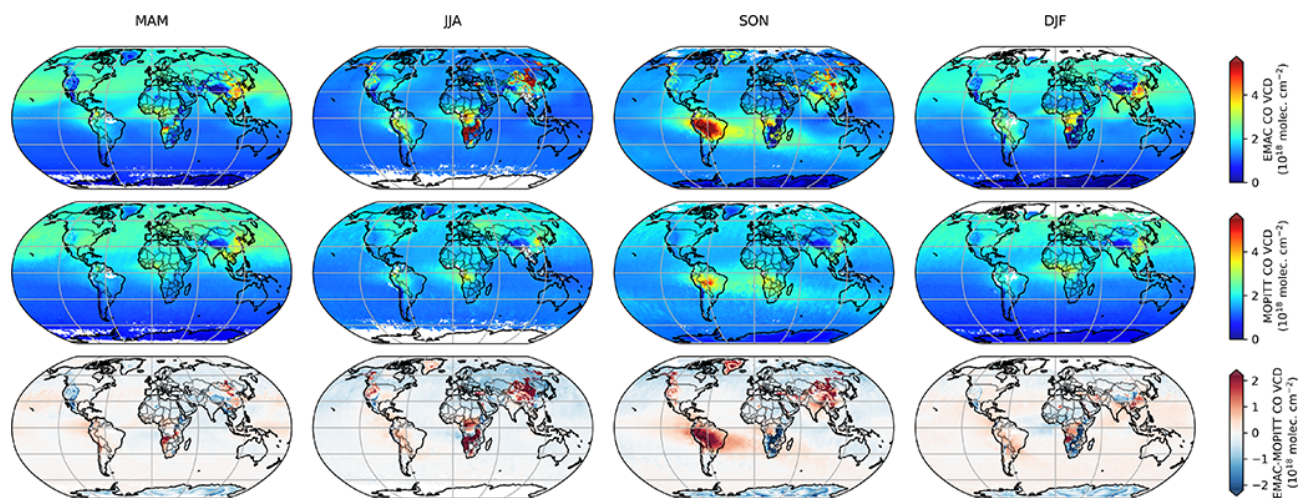 MAM
JJA
SON
DJF
4
2
0
EMAC CO VCD
(10¹⁸ molec. cm⁻²)
4
2
0
MOPITT CO VCD
(10¹⁸ molec. cm⁻²)
2
1
0
−1
−2
EMAC-MOPITT CO VCD
(10¹⁸ molec. cm⁻²)